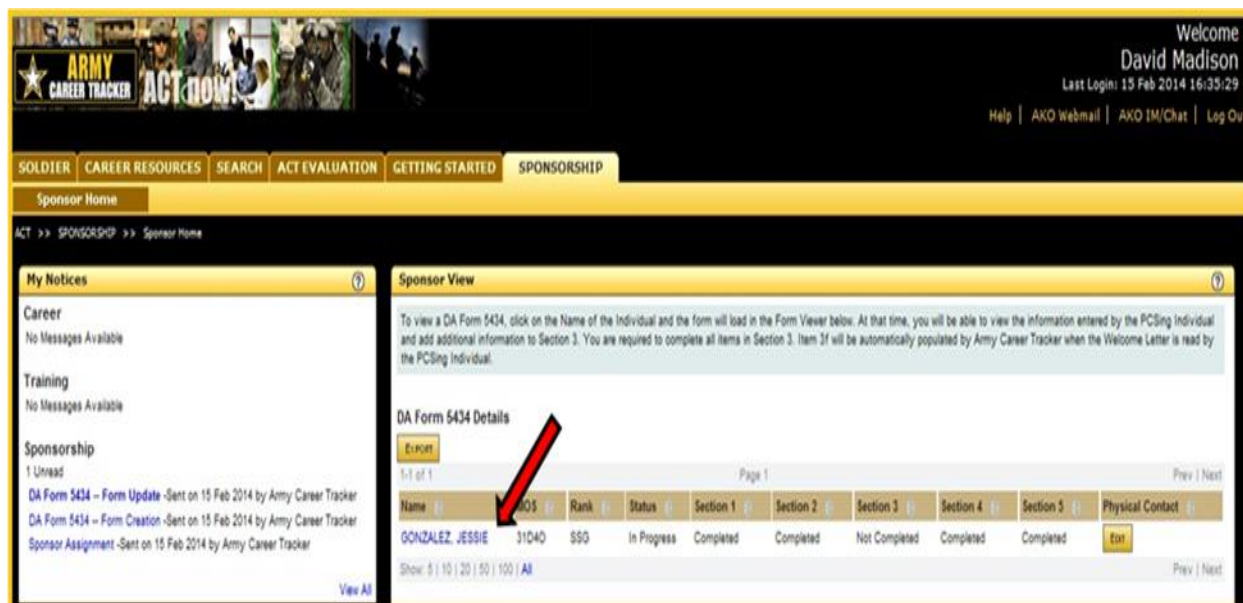 Welcome
David Madison
Last Login: 15 Feb 2014 16:35:29
ARMY
CAREER TRACKER
ACT now!
Help | AKO Webmail | AKO IM/Chat | Log Ou
SOLDIER CAREER RESOURCES SEARCH ACT EVALUATION GETTING STARTED SPONSORSHIP
Sponsor Home
ACT >> SPONSORSHIP >> Sponsor Home
My Notices ?
Career
No Messages Available
Training
No Messages Available
Sponsorship
1 Unread
DA Form 5434 – Form Update -Sent on 15 Feb 2014 by Army Career Tracker
DA Form 5434 – Form Creation -Sent on 15 Feb 2014 by Army Career Tracker
Sponsor Assignment -Sent on 15 Feb 2014 by Army Career Tracker
View All
Sponsor View ?
To view a DA Form 5434, click on the Name of the Individual and the form will load in the Form Viewer below. At that time, you will be able to view the information entered by the PCSing Individual
and add additional information to Section 3. You are required to complete all items in Section 3. Item 3f will be automatically populated by Army Career Tracker when the Welcome Letter is read by
the PCSing Individual.
DA Form 5434 Details
EXPORT
1-1 of 1 Page 1 Prev | Next
Name MOS Rank Status Section 1 Section 2 Section 3 Section 4 Section 5 Physical Contact
GONZALEZ, JESSIE 31D4O SSG In Progress Completed Completed Not Completed Completed Completed EDIT
Show: 5 | 10 | 20 | 50 | 100 | All Prev | Next